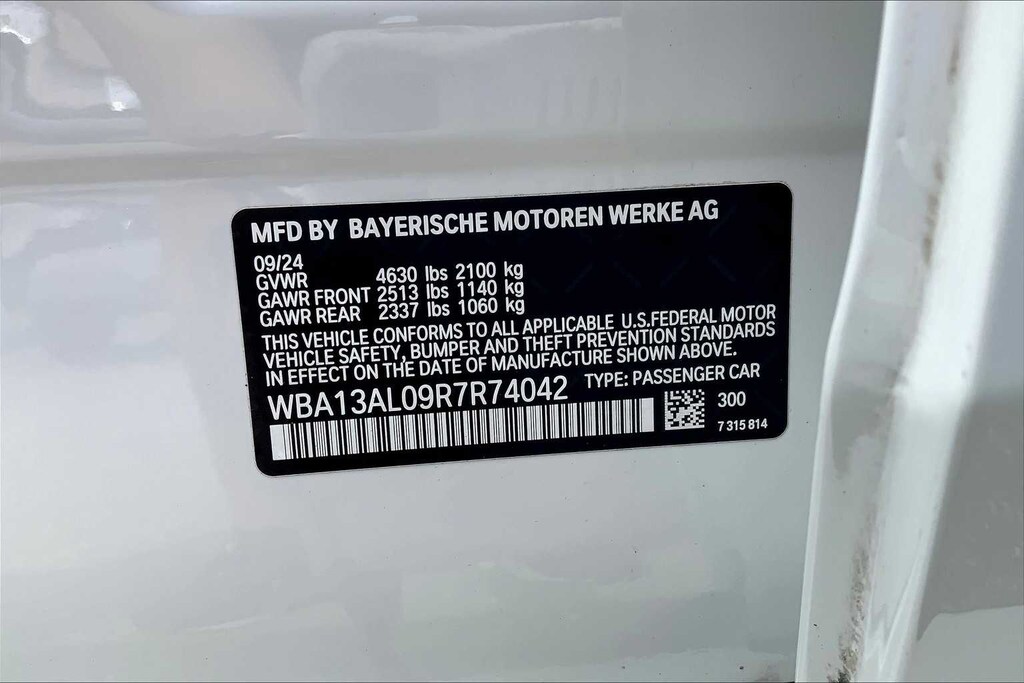 MFD BY BAYERISCHE MOTOREN WERKE AG
09/24
GVWR 4630 lbs 2100 kg
GAWR FRONT 2513 lbs 1140 kg
GAWR REAR 2337 lbs 1060 kg
THIS VEHICLE CONFORMS TO ALL APPLICABLE U.S.FEDERAL MOTOR
VEHICLE SAFETY, BUMPER AND THEFT PREVENTION STANDARDS
IN EFFECT ON THE DATE OF MANUFACTURE SHOWN ABOVE.
WBA13AL09R7R74042 TYPE: PASSENGER CAR
300
7 315 814